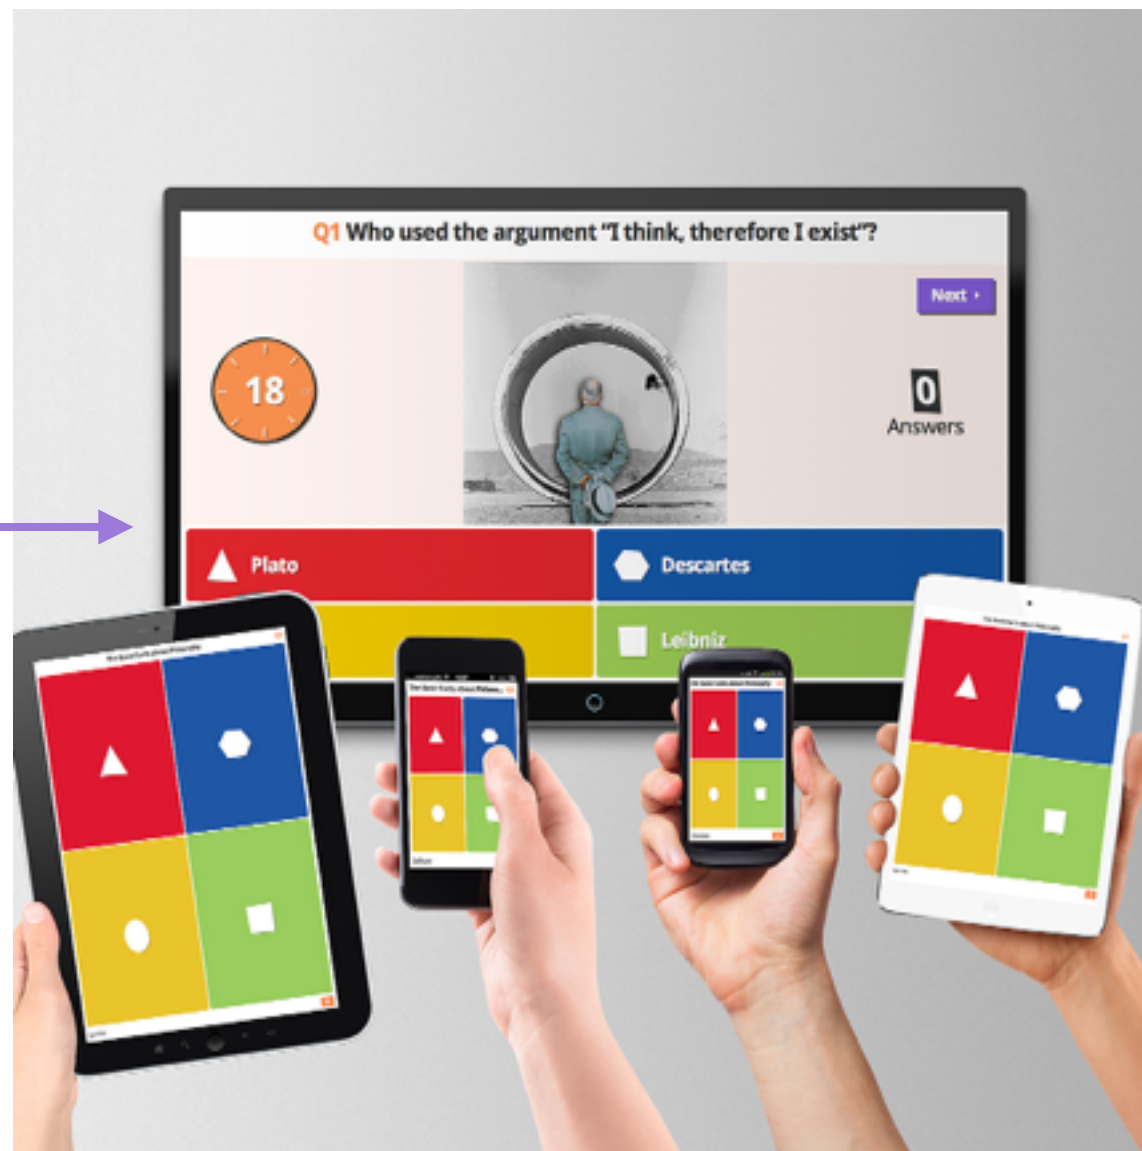 Q1 Who used the argument "I think, therefore I exist"?
Next
18
0
Answers
Plato
Descartes
Leibniz